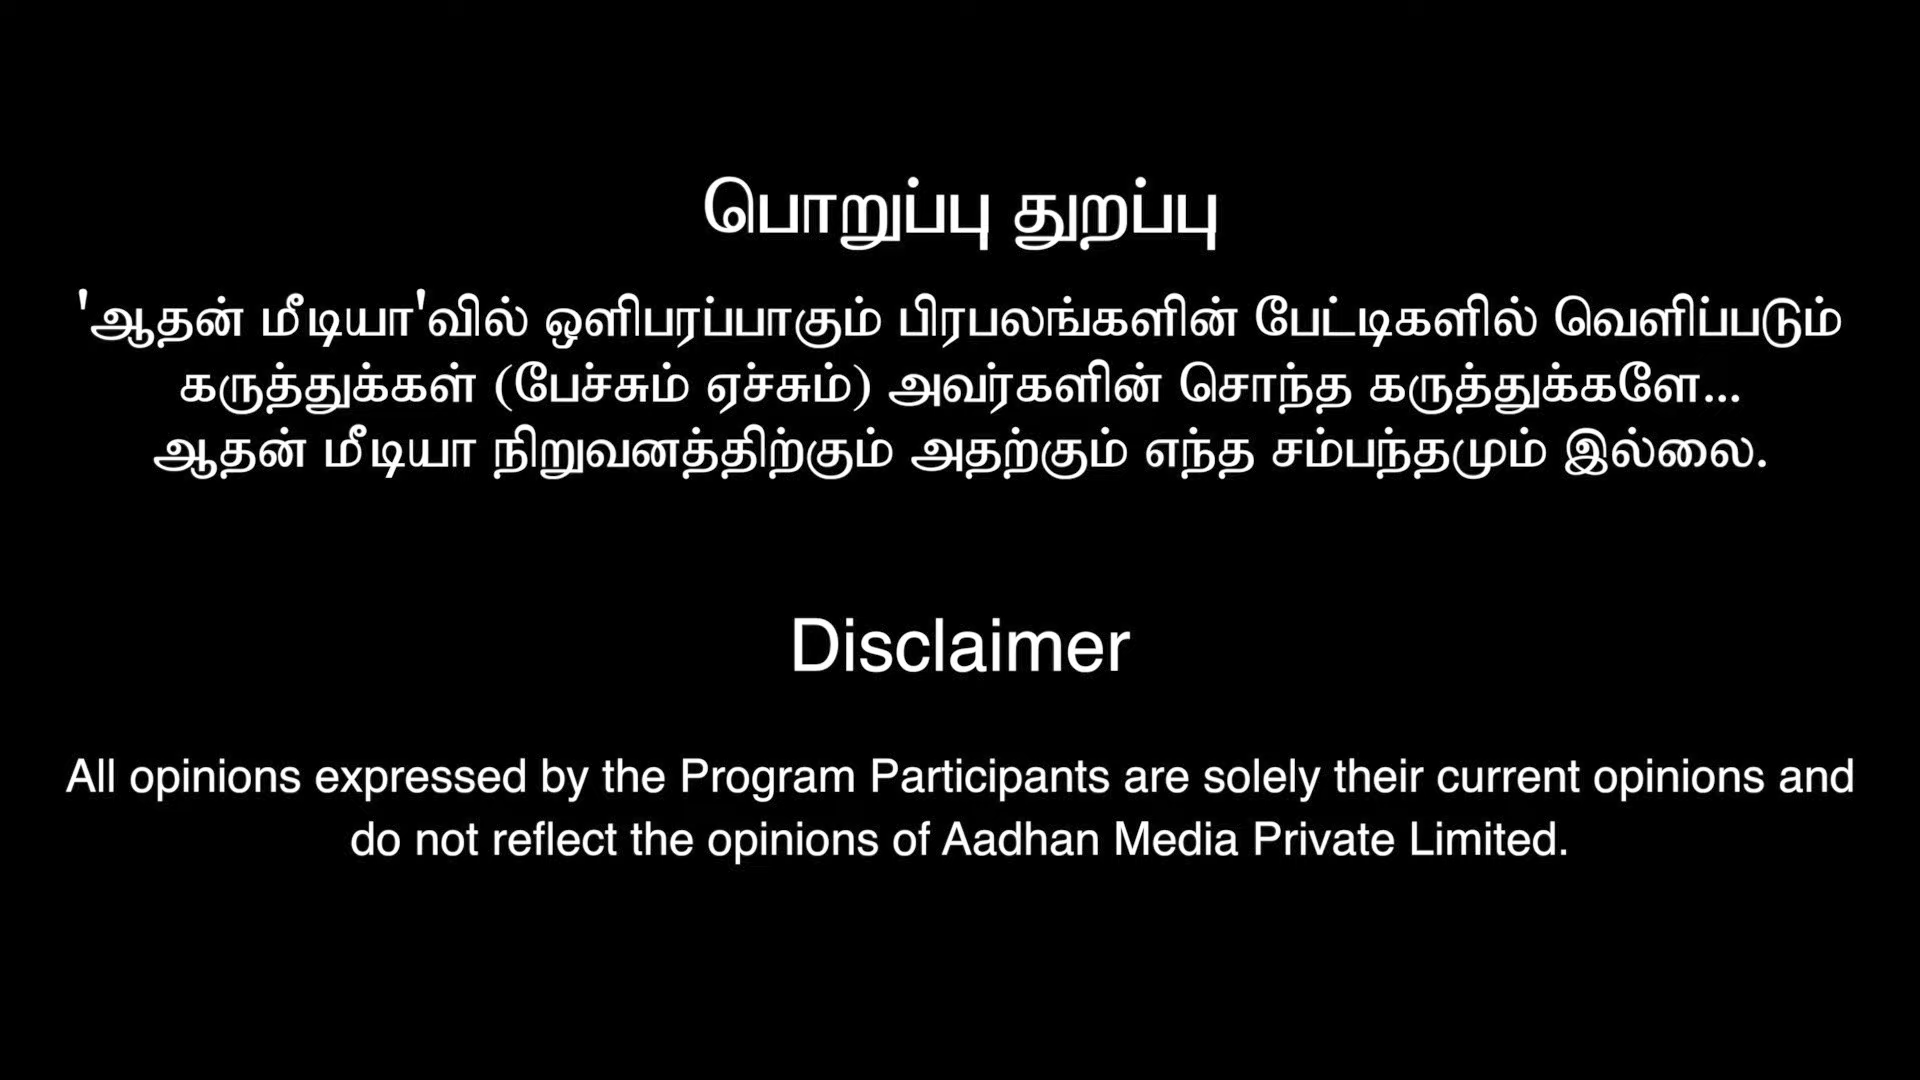 பொறுப்பு துறப்பு
'ஆதன் மீடியா'வில் ஒளிபரப்பாகும் பிரபலங்களின் பேட்டிகளில் வெளிப்படும்
கருத்துக்கள் (பேச்சும் ஏச்சும்) அவர்களின் சொந்த கருத்துக்களே...
ஆதன் மீடியா நிறுவனத்திற்கும் அதற்கும் எந்த சம்பந்தமும் இல்லை.
Disclaimer
All opinions expressed by the Program Participants are solely their current opinions and
do not reflect the opinions of Aadhan Media Private Limited.